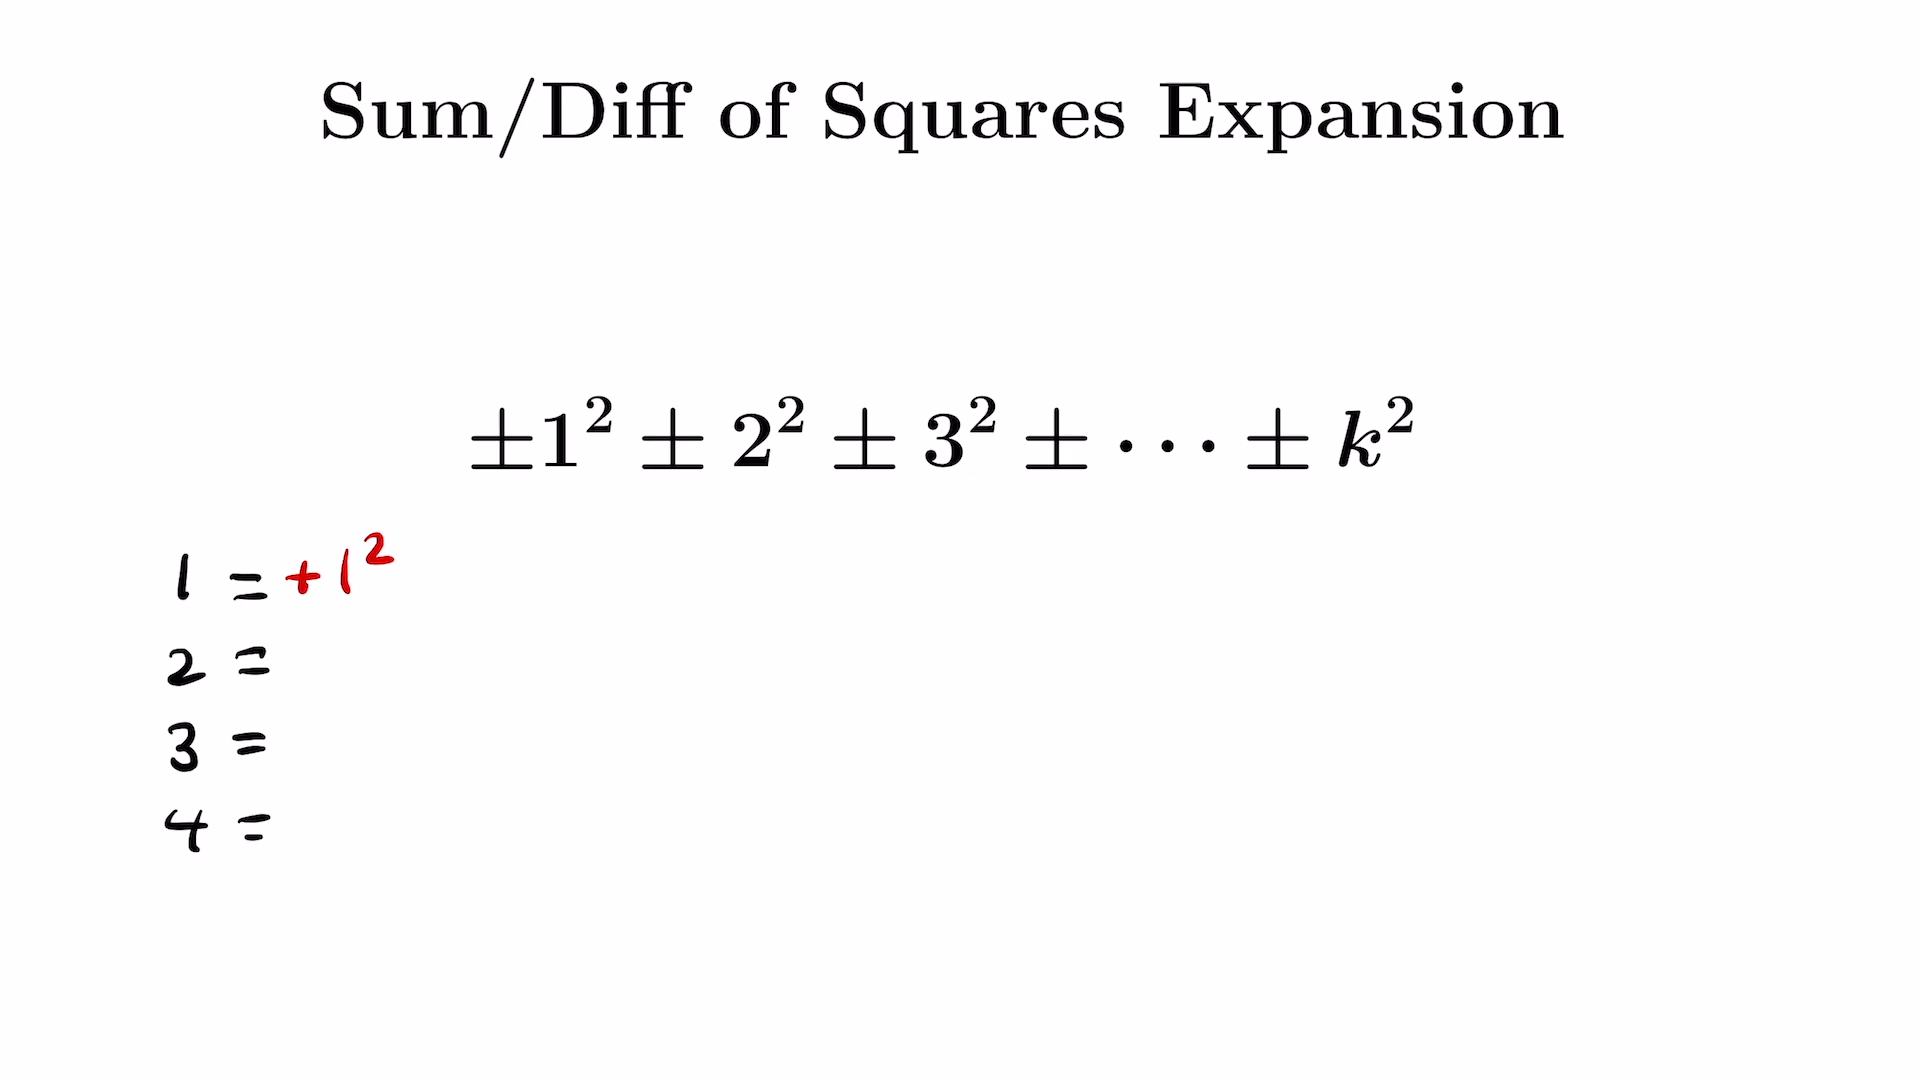 Sum/Diff of Squares Expansion
±1² ± 2² ± 3² ± ··· ± k²
1 = +1²
2 =
3 =
4 =